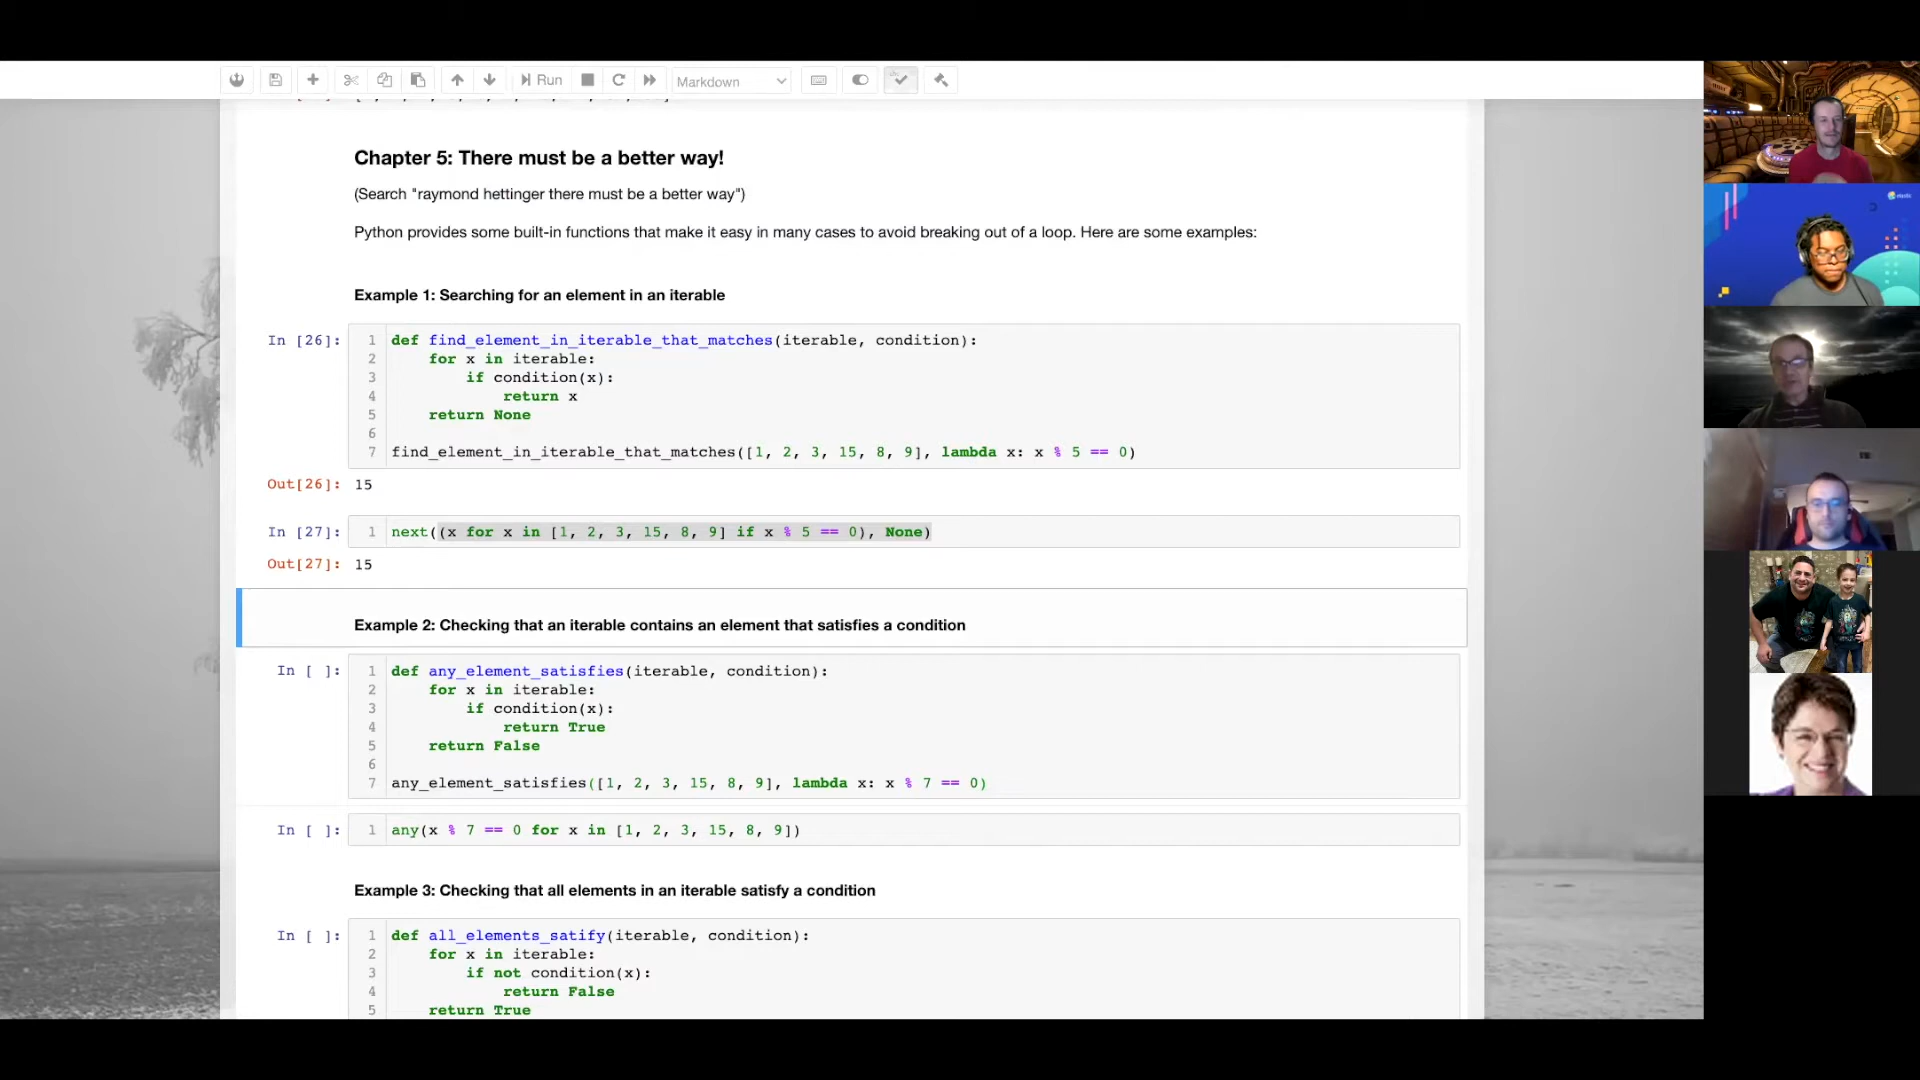 Run Markdown
Chapter 5: There must be a better way!
(Search "raymond hettinger there must be a better way")
Python provides some built-in functions that make it easy in many cases to avoid breaking out of a loop. Here are some examples:
Example 1: Searching for an element in an iterable
In [26]: 1 def find_element_in_iterable_that_matches(iterable, condition):
2 for x in iterable:
3 if condition(x):
4 return x
5 return None
6
7 find_element_in_iterable_that_matches([1, 2, 3, 15, 8, 9], lambda x: x % 5 == 0)
Out[26]: 15
In [27]: 1 next((x for x in [1, 2, 3, 15, 8, 9] if x % 5 == 0), None)
Out[27]: 15
Example 2: Checking that an iterable contains an element that satisfies a condition
In [ ]: 1 def any_element_satisfies(iterable, condition):
2 for x in iterable:
3 if condition(x):
4 return True
5 return False
6
7 any_element_satisfies([1, 2, 3, 15, 8, 9], lambda x: x % 7 == 0)
In [ ]: 1 any(x % 7 == 0 for x in [1, 2, 3, 15, 8, 9])
Example 3: Checking that all elements in an iterable satisfy a condition
In [ ]: 1 def all_elements_satify(iterable, condition):
2 for x in iterable:
3 if not condition(x):
4 return False
5 return True